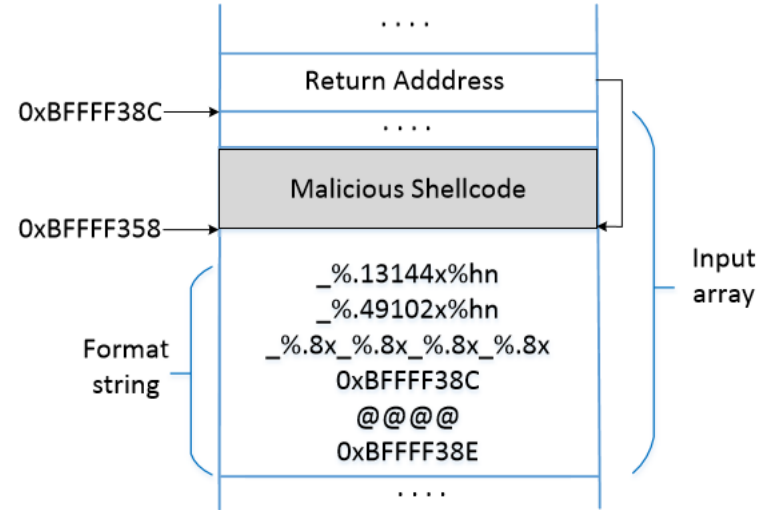 ....
Return Adddress
0xBFFFF38C
....
Malicious Shellcode
0xBFFFF358
_%.13144x%hn
_%.49102x%hn
_%.8x_%.8x_%.8x_%.8x
0xBFFFF38C
@@@@
0xBFFFF38E
Format
string
Input
array
....